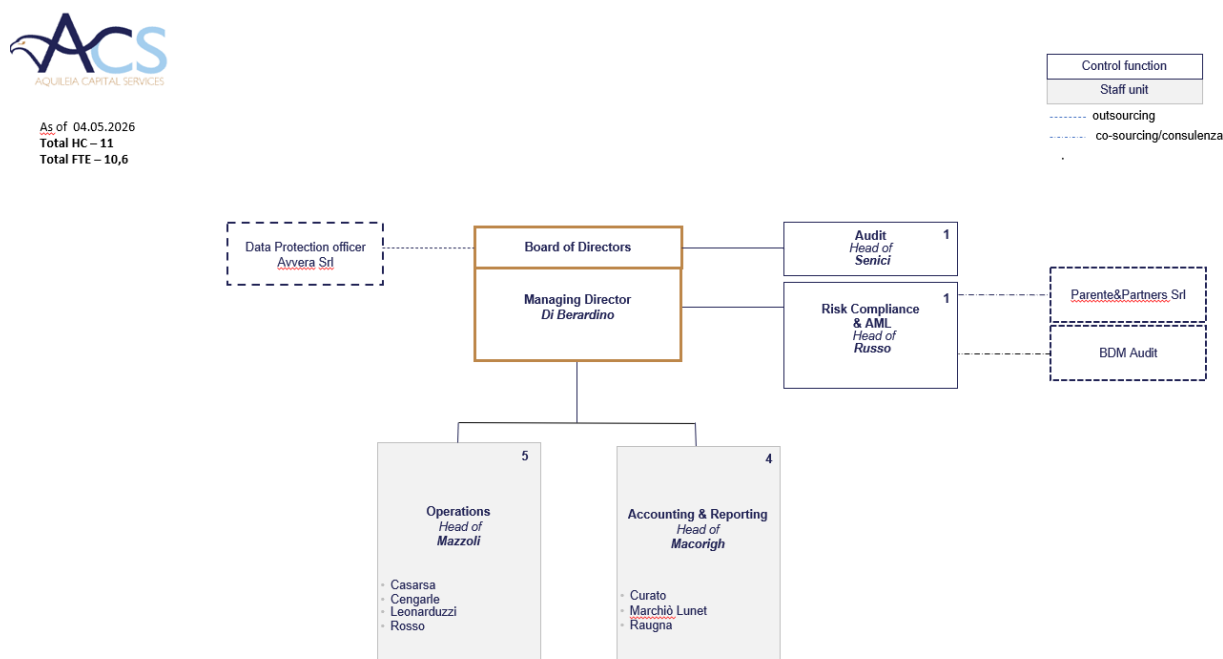 ACS
AQUILEIA CAPITAL SERVICES
As of 04.05.2026
Total HC – 11
Total FTE – 10,6
Control function
Staff unit
outsourcing
co-sourcing/consulenza
.
Data Protection officer
Avvera Srl
Board of Directors
Managing Director
Di Berardino
Audit
1
Head of
Senici
Risk Compliance
1
& AML
Head of
Russo
Parente&Partners Srl
BDM Audit
5
Operations
Head of
Mazzoli
Casarsa
Cengarle
Leonarduzzi
Rosso
4
Accounting & Reporting
Head of
Macorigh
Curato
Marchiò Lunet
Raugna